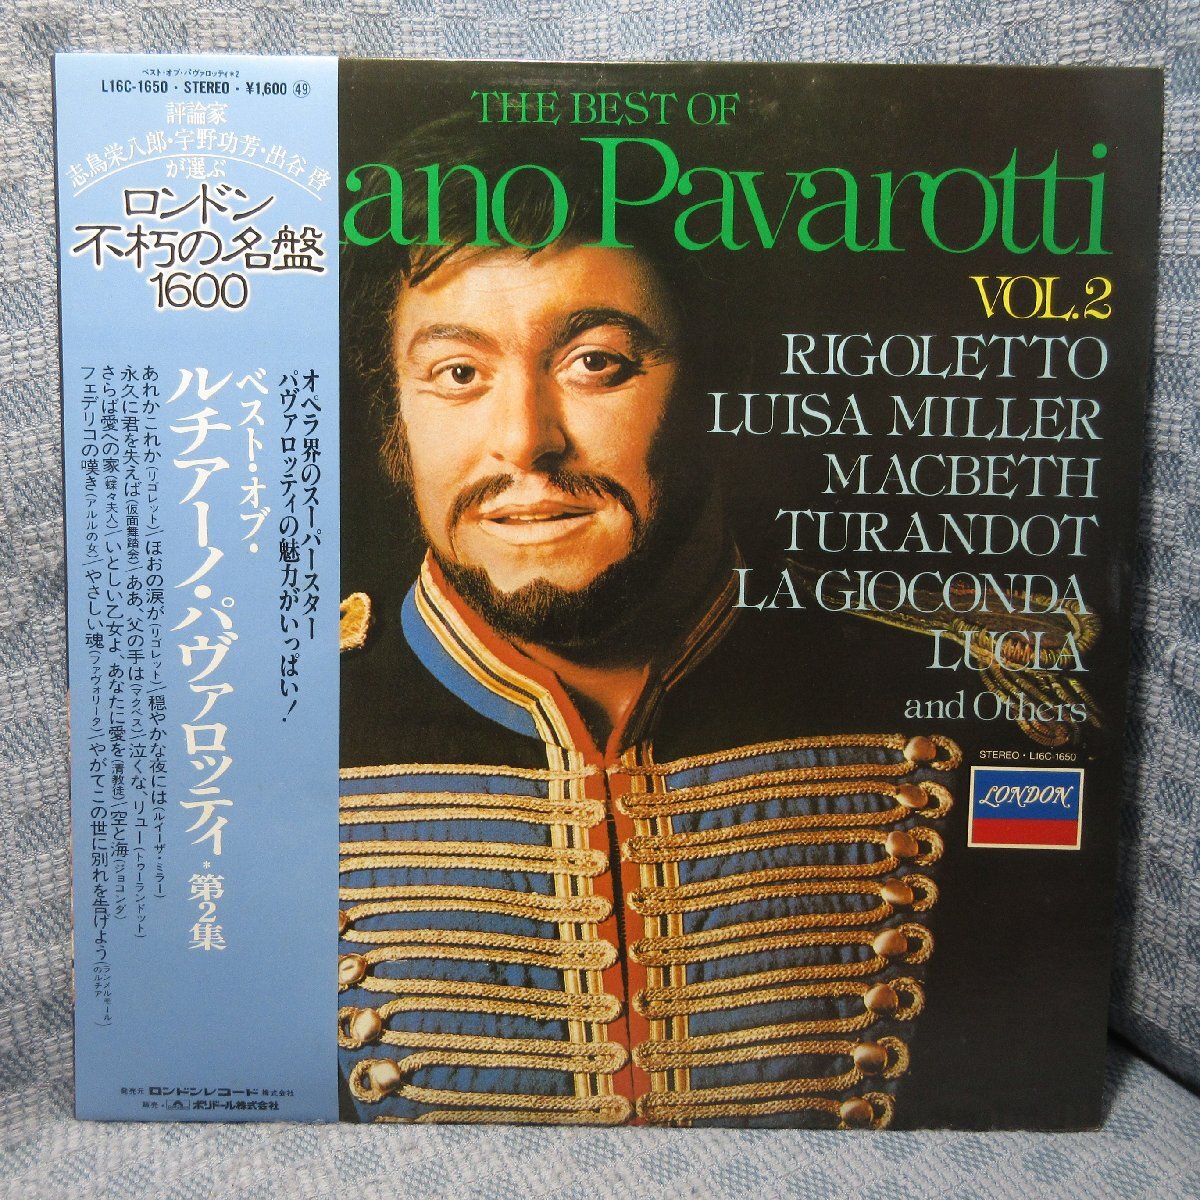 ベスト・オブ・パヴァロッティ*2
L16C-1650・STEREO・¥1,600 ㊾
評論家
志鳥栄八郎・宇野功芳・出谷 啓
が選ぶ
ロンドン
不朽の名盤
1600
オペラ界のスーパースター
パヴァロッティの魅力がいっぱい！
ベスト・オブ・
ルチアーノ・パヴァロッティ*第2集
あれかこれか(リゴレット)/ほおの涙が(リゴレット)/穏やかな夜には(ルイーザ・ミラー)
永久に君を失えば(仮面舞踏会)/ああ、父の手は(マクベス)/泣くな、リュー(トゥーランドット)
さらば愛への家(蝶々夫人)/いとしい乙女よ、あなたに愛を(清教徒)/空と海(ジョコンダ)
フェデリコの嘆き(アルルの女)/やさしい魂(ファヴォリータ)/やがてこの世に別れを告げよう(ランメルモールのルチア)
発売元 ロンドンレコード 株式会社
販売・ポリドール株式会社
THE BEST OF
ano Pavarotti
VOL.2
RIGOLETTO
LUISA MILLER
MACBETH
TURANDOT
LA GIOCONDA
LUCIA
and Others
STEREO・L16C-1650
LONDON